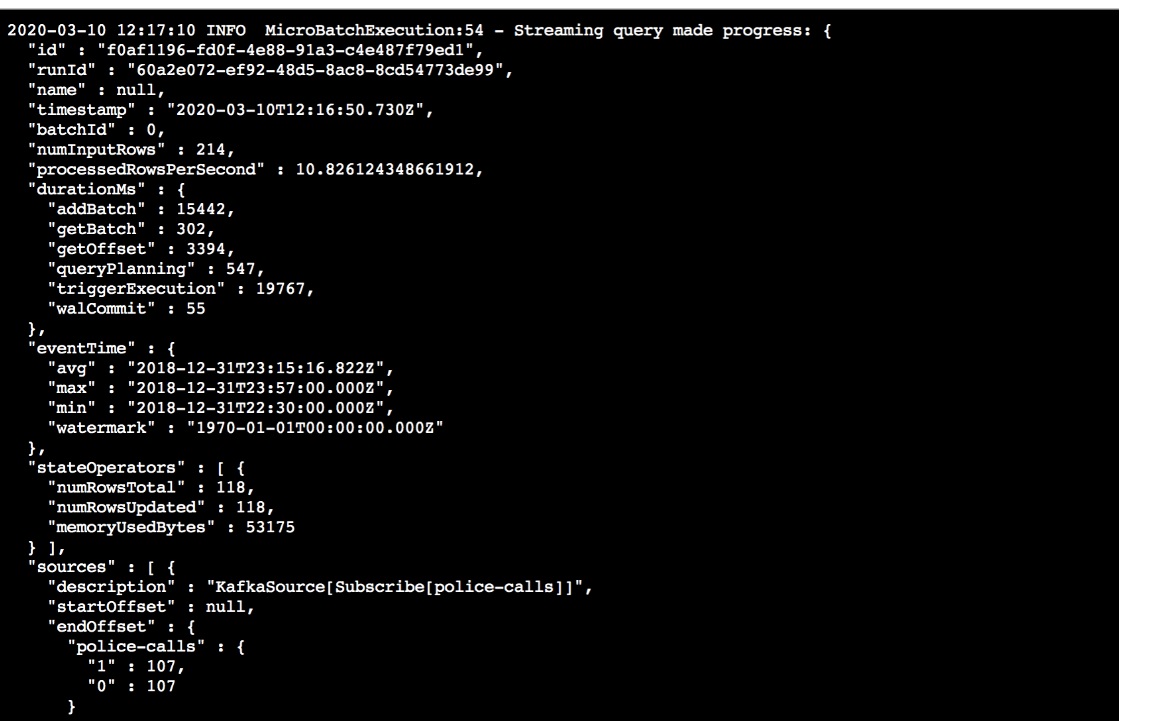 2020-03-10 12:17:10 INFO  MicroBatchExecution:54 - Streaming query made progress: {
  "id" : "f0af1196-fd0f-4e88-91a3-c4e487f79ed1",
  "runId" : "60a2e072-ef92-48d5-8ac8-8cd54773de99",
  "name" : null,
  "timestamp" : "2020-03-10T12:16:50.730Z",
  "batchId" : 0,
  "numInputRows" : 214,
  "processedRowsPerSecond" : 10.826124348661912,
  "durationMs" : {
    "addBatch" : 15442,
    "getBatch" : 302,
    "getOffset" : 3394,
    "queryPlanning" : 547,
    "triggerExecution" : 19767,
    "walCommit" : 55
  },
  "eventTime" : {
    "avg" : "2018-12-31T23:15:16.822Z",
    "max" : "2018-12-31T23:57:00.000Z",
    "min" : "2018-12-31T22:30:00.000Z",
    "watermark" : "1970-01-01T00:00:00.000Z"
  },
  "stateOperators" : [ {
    "numRowsTotal" : 118,
    "numRowsUpdated" : 118,
    "memoryUsedBytes" : 53175
  } ],
  "sources" : [ {
    "description" : "KafkaSource[Subscribe[police-calls]]",
    "startOffset" : null,
    "endOffset" : {
      "police-calls" : {
        "1" : 107,
        "0" : 107
      }